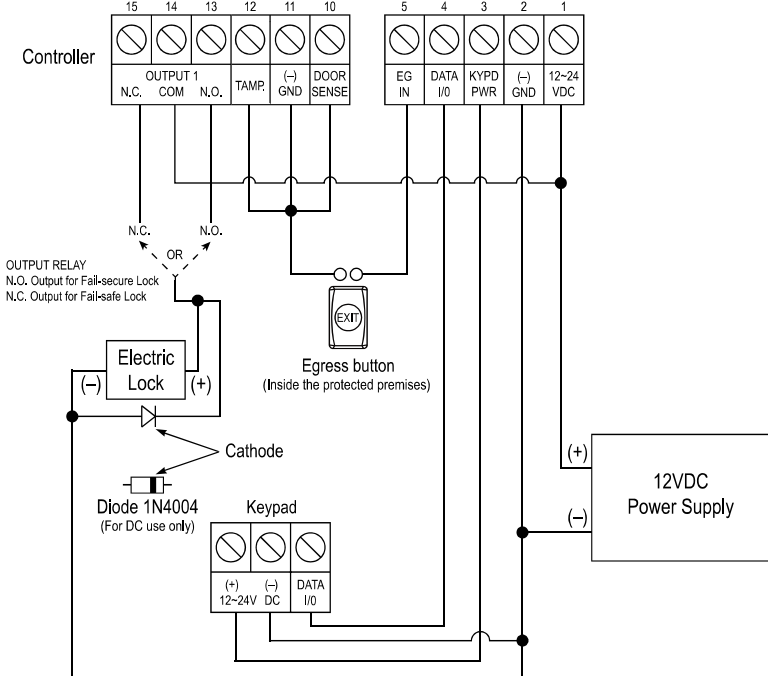 15 14 13 12 11 10 5 4 3 2 1
Controller
OUTPUT 1
N.C. COM N.O.
TAMP.
(–)
GND
DOOR
SENSE
EG
IN
DATA
I/0
KYPD
PWR
(–)
GND
12~24
VDC
N.C. N.O.
OR
OUTPUT RELAY
N.O. Output for Fail-secure Lock
N.C. Output for Fail-safe Lock
EXIT
Egress button
(Inside the protected premises)
Electric
Lock
(–) (+)
Cathode
Diode 1N4004
(For DC use only)
(+)
12VDC
Power Supply
(–)
Keypad
(+)
12~24V
(–)
DC
DATA
I/0